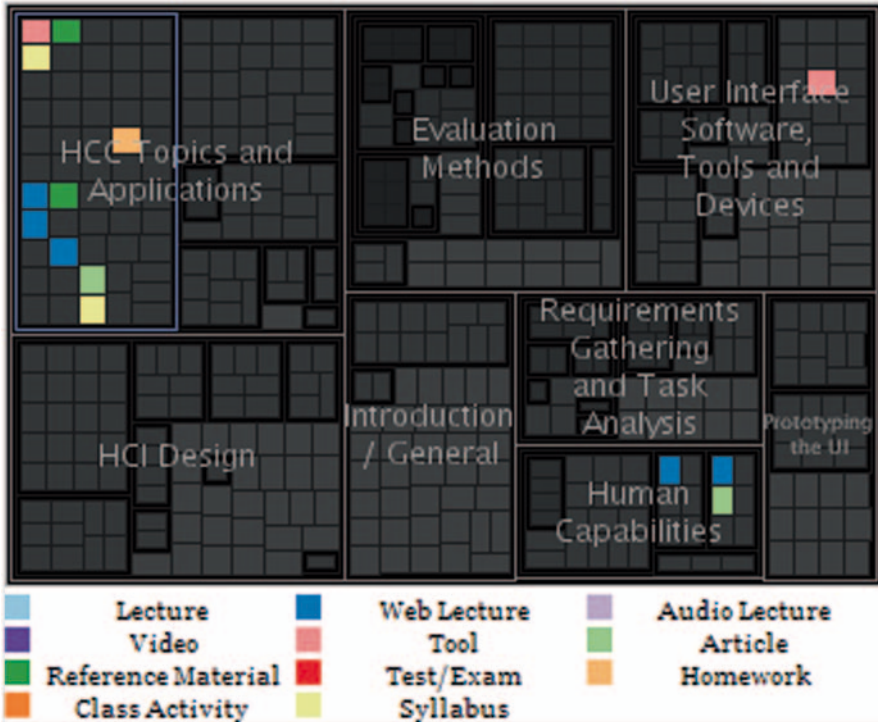 HCC Topics and
Applications
Evaluation
Methods
User Interface
Software,
Tools and
Devices
HCI Design
Introduction
/ General
Requirements
Gathering
and Task
Analysis
Prototyping
the UI
Human
Capabilities
Lecture
Web Lecture
Audio Lecture
Video
Tool
Article
Reference Material
Test/Exam
Homework
Class Activity
Syllabus